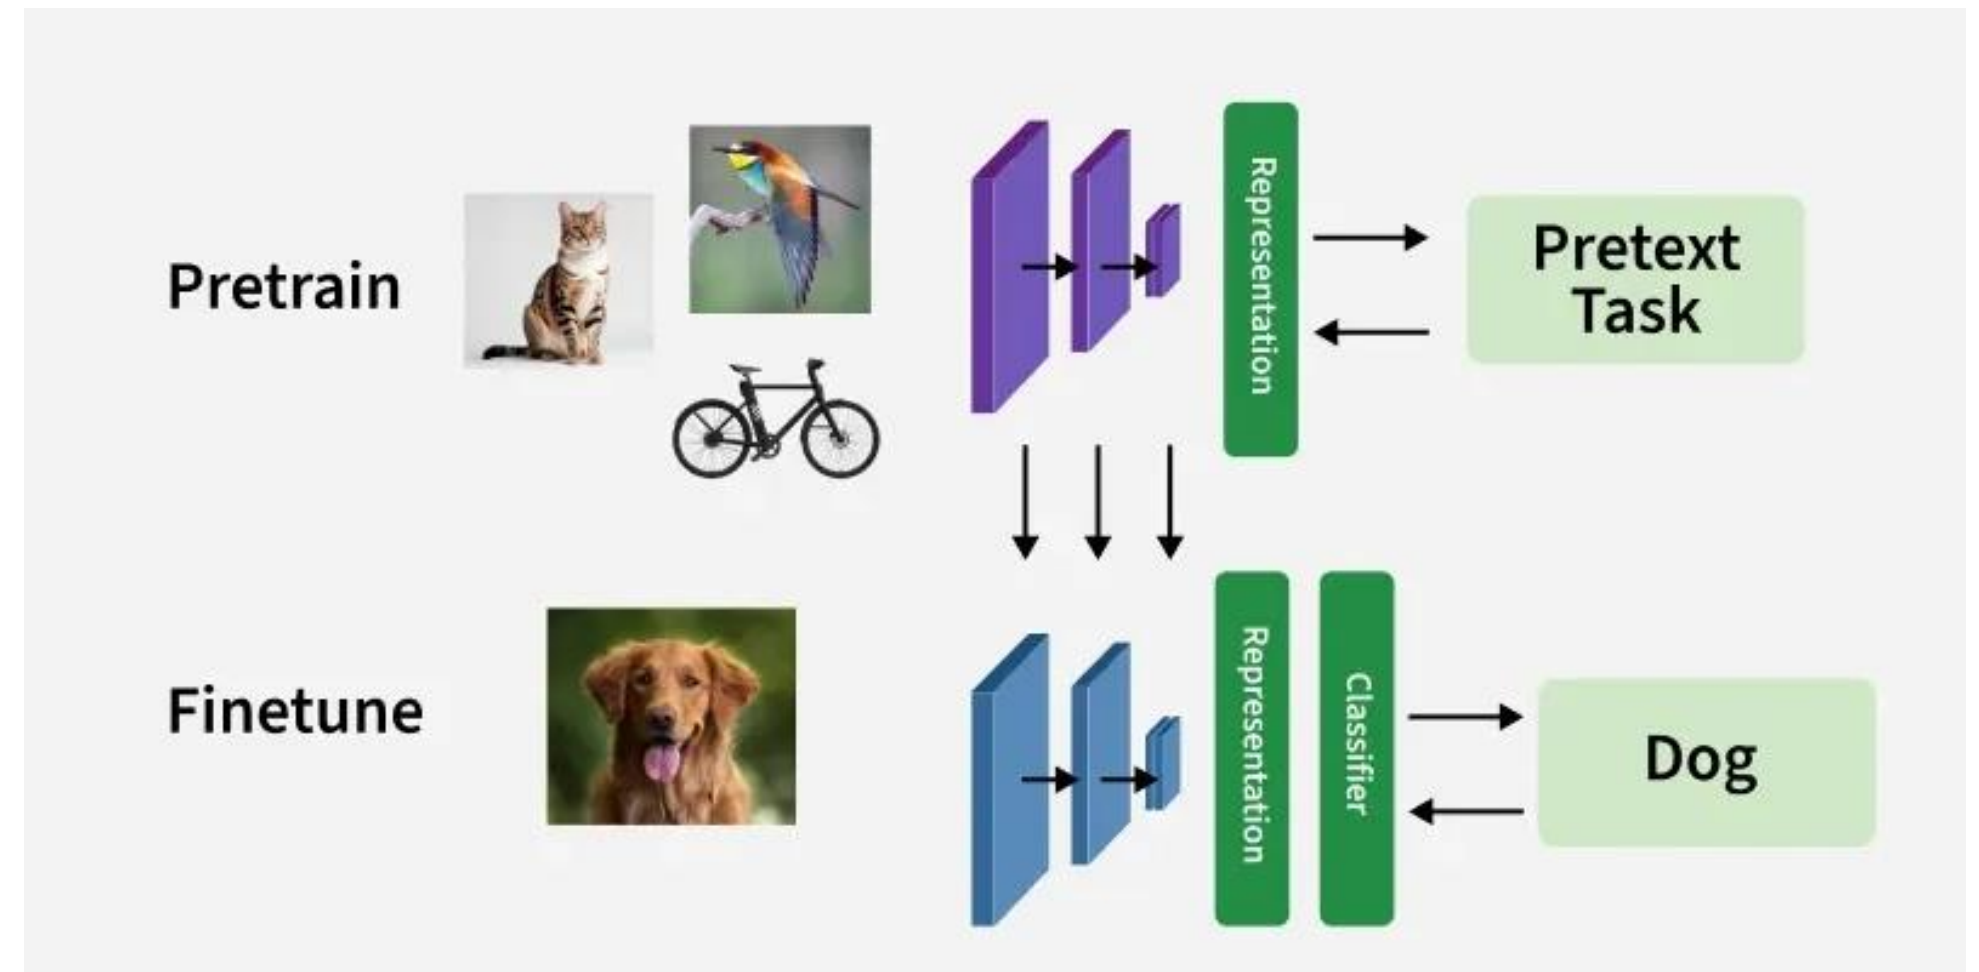 Pretrain
Representation
Pretext
Task
Finetune
Representation
Classifier
Dog